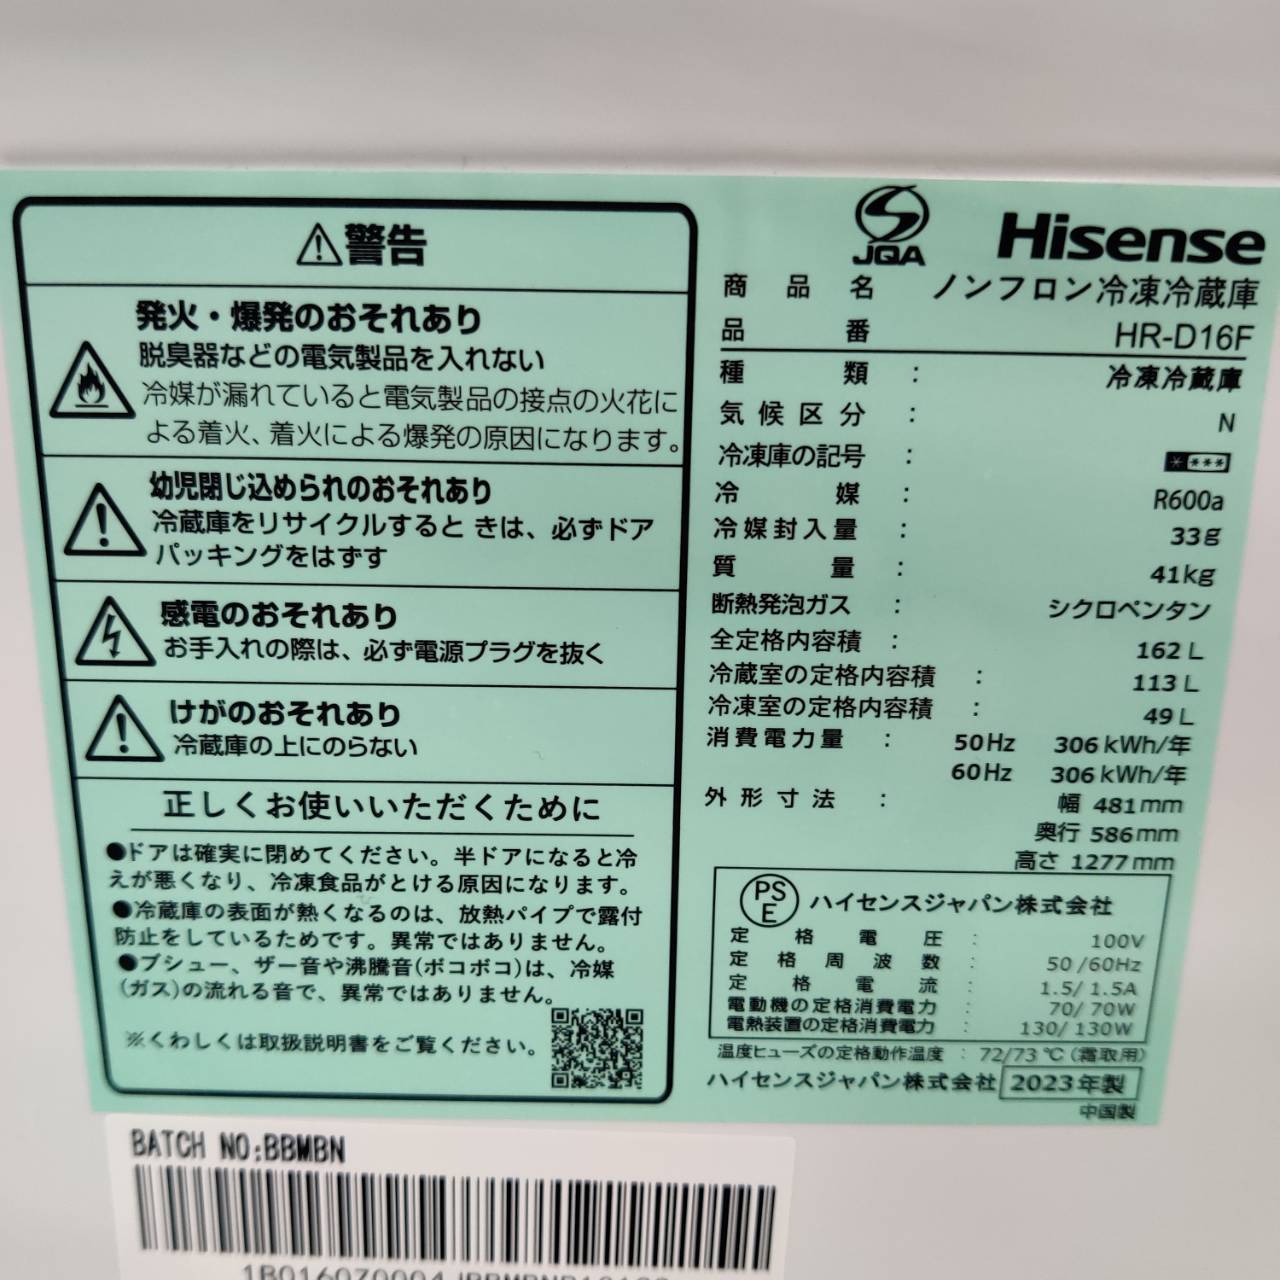 警告
発火・爆発のおそれあり
脱臭器などの電気製品を入れない
冷媒が漏れていると電気製品の接点の火花に
よる着火、着火による爆発の原因になります。
幼児閉じ込められのおそれあり
冷蔵庫をリサイクルするとき は、必ずドア
パッキングをはずす
感電のおそれあり
お手入れの際は、必ず電源プラグを抜く
けがのおそれあり
冷蔵庫の上にのらない
正しくお使いいただくために
●ドアは確実に閉めてください。半ドアになると冷
えが悪くなり、冷凍食品がとける原因になります。
●冷蔵庫の表面が熱くなるのは、放熱パイプで露付
防止をしているためです。異常ではありません。
●ブシュー、ザー音や沸騰音(ボコボコ)は、冷媒
(ガス)の流れる音で、異常ではありません。
※くわしくは取扱説明書をご覧ください。
JQA Hisense
商品名 ノンフロン冷凍冷蔵庫
品番 HR-D16F
種類 : 冷凍冷蔵庫
気候区分 : N
冷凍庫の記号 : * ***
冷媒 : R600a
冷媒封入量 : 33g
質量 : 41kg
断熱発泡ガス : シクロペンタン
全定格内容積 : 162 L
冷蔵室の定格内容積 : 113 L
冷凍室の定格内容積 : 49 L
消費電力量 : 50Hz 306 kWh/年
60Hz 306 kWh/年
外形寸法 : 幅 481mm
奥行 586mm
高さ 1277mm
PS
E ハイセンスジャパン株式会社
定格電圧 : 100V
定格周波数 : 50/60Hz
定格電流 : 1.5/ 1.5A
電動機の定格消費電力 : 70/ 70W
電熱装置の定格消費電力 : 130/ 130W
温度ヒューズの定格動作温度 : 72/73℃(霜取用)
ハイセンスジャパン株式会社 2023年製
中国製
BATCH NO:BBMBN